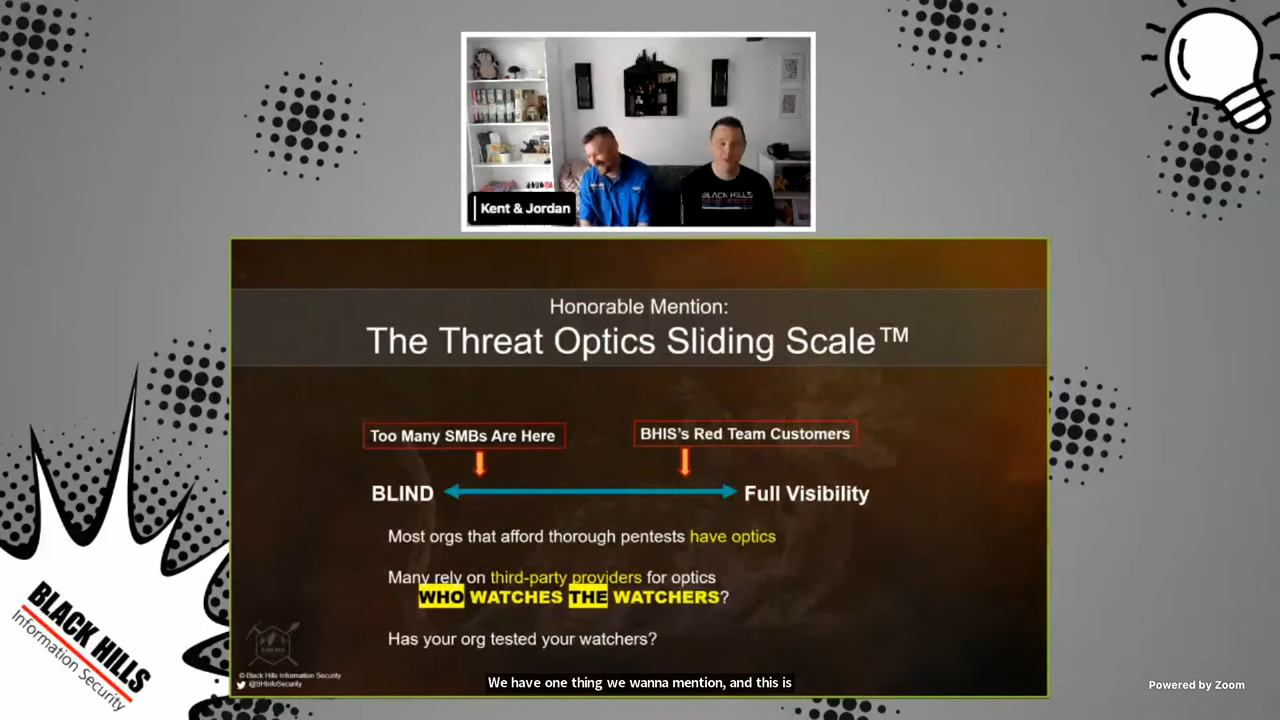 BLACK HILLS
Kent & Jordan
Honorable Mention:
The Threat Optics Sliding Scale™
Too Many SMBs Are Here
BHIS's Red Team Customers
BLIND
Full Visibility
Most orgs that afford thorough pentests have optics
Many rely on third-party providers for optics
WHO WATCHES THE WATCHERS?
Has your org tested your watchers?
© Black Hills Information Security
@BHInfoSecurity
We have one thing we wanna mention, and this is
BLACK HILLS
Information Security
Powered by Zoom